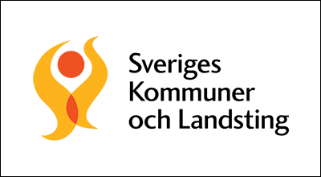 Sveriges
Kommuner
och Landsting